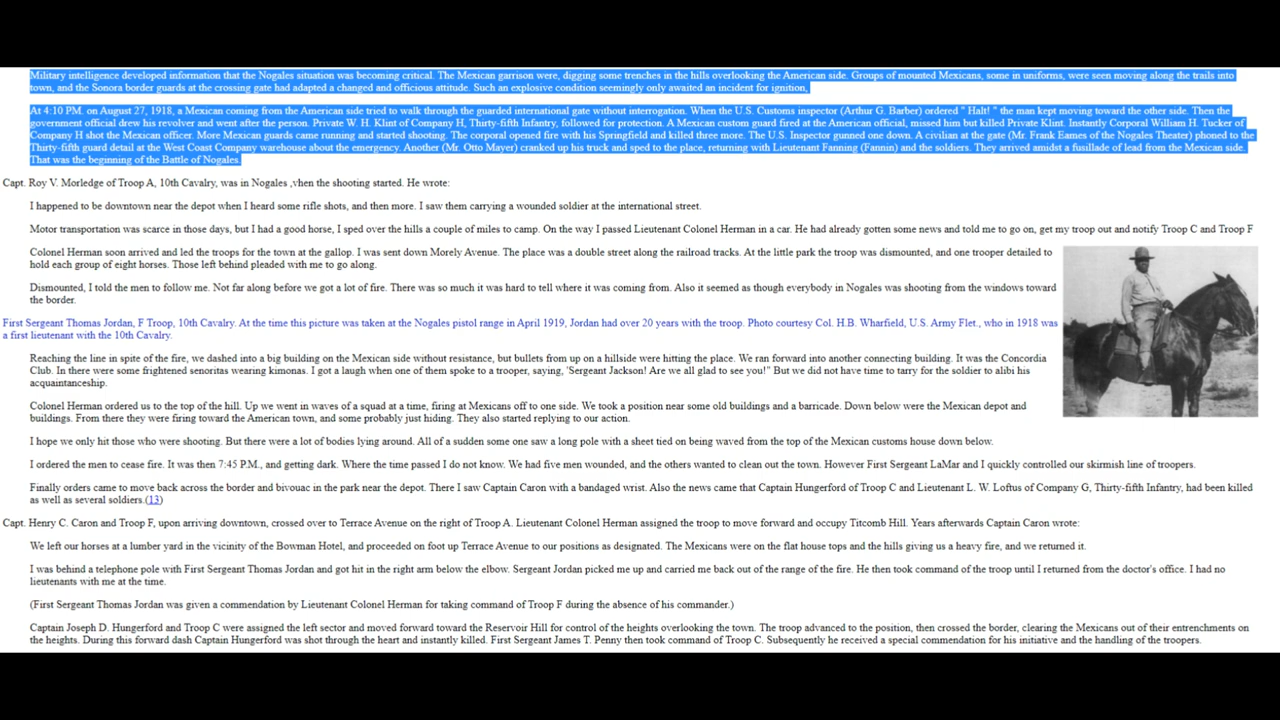 Military intelligence developed information that the Nogales situation was becoming critical. The Mexican garrison were, digging some trenches in the hills overlooking the American side. Groups of mounted Mexicans, some in uniforms, were seen moving along the trails into
town, and the Sonora border guards at the crossing gate had adapted a changed and officious attitude. Such an explosive condition seemingly only awaited an incident for ignition,
At 4:10 PM. on August 27, 1918, a Mexican coming from the American side tried to walk through the guarded international gate without interrogation. When the U.S. Customs inspector (Arthur G. Barber) ordered " Halt! " the man kept moving toward the other side. Then the
government official drew his revolver and went after the person. Private W. H. Klint of Company H, Thirty-fifth Infantry, followed for protection. A Mexican custom guard fired at the American official, missed him but killed Private Klint. Instantly Corporal William H. Tucker of
Company H shot the Mexican officer. More Mexican guards came running and started shooting. The corporal opened fire with his Springfield and killed three more. The U.S. Inspector gunned one down. A civilian at the gate (Mr. Frank Eames of the Nogales Theater) phoned to the
Thirty-fifth guard detail at the West Coast Company warehouse about the emergency. Another (Mr. Otto Mayer) cranked up his truck and sped to the place, returning with Lieutenant Fanning (Fannin) and the soldiers. They arrived amidst a fusillade of lead from the Mexican side.
That was the beginning of the Battle of Nogales.
Capt. Roy V. Morledge of Troop A, 10th Cavalry, was in Nogales ,vhen the shooting started. He wrote:
I happened to be downtown near the depot when I heard some rifle shots, and then more. I saw them carrying a wounded soldier at the international street.
Motor transportation was scarce in those days, but I had a good horse, I sped over the hills a couple of miles to camp. On the way I passed Lieutenant Colonel Herman in a car. He had already gotten some news and told me to go on, get my troop out and notify Troop C and Troop F
Colonel Herman soon arrived and led the troops for the town at the gallop. I was sent down Morely Avenue. The place was a double street along the railroad tracks. At the little park the troop was dismounted, and one trooper detailed to
hold each group of eight horses. Those left behind pleaded with me to go along.
Dismounted, I told the men to follow me. Not far along before we got a lot of fire. There was so much it was hard to tell where it was coming from. Also it seemed as though everybody in Nogales was shooting from the windows toward
the border.
First Sergeant Thomas Jordan, F Troop, 10th Cavalry. At the time this picture was taken at the Nogales pistol range in April 1919, Jordan had over 20 years with the troop. Photo courtesy Col. H.B. Wharfield, U.S. Army Flet., who in 1918 was
a first lieutenant with the 10th Cavalry.
Reaching the line in spite of the fire, we dashed into a big building on the Mexican side without resistance, but bullets from up on a hillside were hitting the place. We ran forward into another connecting building. It was the Concordia
Club. In there were some frightened senoritas wearing kimonas. I got a laugh when one of them spoke to a trooper, saying, 'Sergeant Jackson! Are we all glad to see you!" But we did not have time to tarry for the soldier to alibi his
acquaintanceship.
Colonel Herman ordered us to the top of the hill. Up we went in waves of a squad at a time, firing at Mexicans off to one side. We took a position near some old buildings and a barricade. Down below were the Mexican depot and
buildings. From there they were firing toward the American town, and some probably just hiding. They also started replying to our action.
I hope we only hit those who were shooting. But there were a lot of bodies lying around. All of a sudden some one saw a long pole with a sheet tied on being waved from the top of the Mexican customs house down below.
I ordered the men to cease fire. It was then 7:45 P.M., and getting dark. Where the time passed I do not know. We had five men wounded, and the others wanted to clean out the town. However First Sergeant LaMar and I quickly controlled our skirmish line of troopers.
Finally orders came to move back across the border and bivouac in the park near the depot. There I saw Captain Caron with a bandaged wrist. Also the news came that Captain Hungerford of Troop C and Lieutenant L. W. Loftus of Company G, Thirty-fifth Infantry, had been killed
as well as several soldiers.(13)
Capt. Henry C. Caron and Troop F, upon arriving downtown, crossed over to Terrace Avenue on the right of Troop A. Lieutenant Colonel Herman assigned the troop to move forward and occupy Titcomb Hill. Years afterwards Captain Caron wrote:
We left our horses at a lumber yard in the vicinity of the Bowman Hotel, and proceeded on foot up Terrace Avenue to our positions as designated. The Mexicans were on the flat house tops and the hills giving us a heavy fire, and we returned it.
I was behind a telephone pole with First Sergeant Thomas Jordan and got hit in the right arm below the elbow. Sergeant Jordan picked me up and carried me back out of the range of the fire. He then took command of the troop until I returned from the doctor's office. I had no
lieutenants with me at the time.
(First Sergeant Thomas Jordan was given a commendation by Lieutenant Colonel Herman for taking command of Troop F during the absence of his commander.)
Captain Joseph D. Hungerford and Troop C were assigned the left sector and moved forward toward the Reservoir Hill for control of the heights overlooking the town. The troop advanced to the position, then crossed the border, clearing the Mexicans out of their entrenchments on
the heights. During this forward dash Captain Hungerford was shot through the heart and instantly killed. First Sergeant James T. Penny then took command of Troop C. Subsequently he received a special commendation for his initiative and the handling of the troopers.